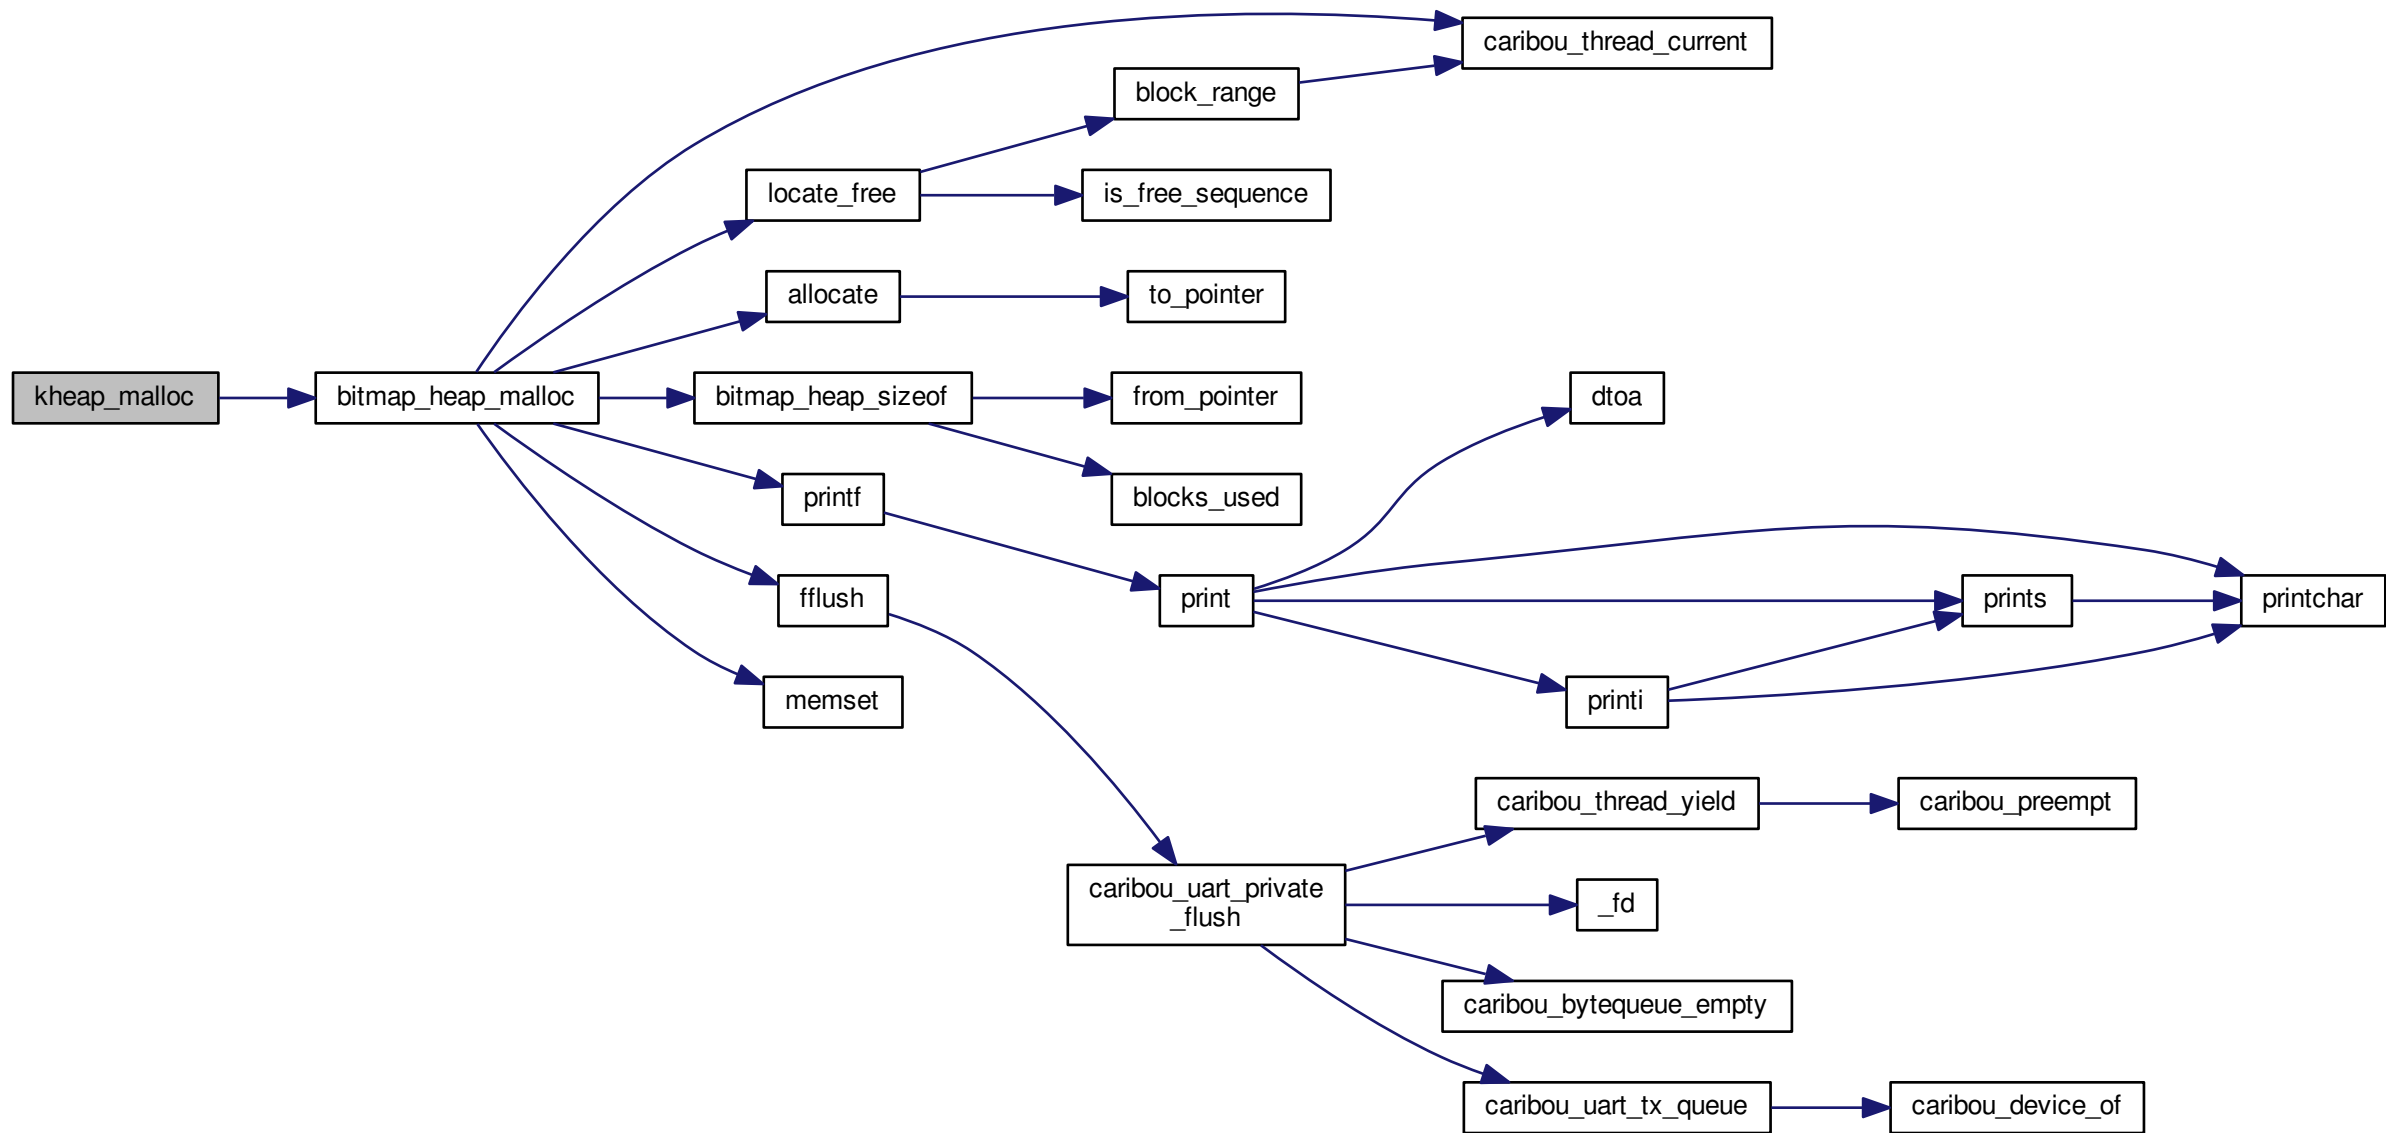 caribou_thread_current
block_range
locate_free
is_free_sequence
allocate
to_pointer
kheap_malloc
bitmap_heap_malloc
bitmap_heap_sizeof
from_pointer
dtoa
printf
blocks_used
fflush
print
prints
printchar
memset
printi
caribou_thread_yield
caribou_preempt
caribou_uart_private
_flush
_fd
caribou_bytequeue_empty
caribou_uart_tx_queue
caribou_device_of